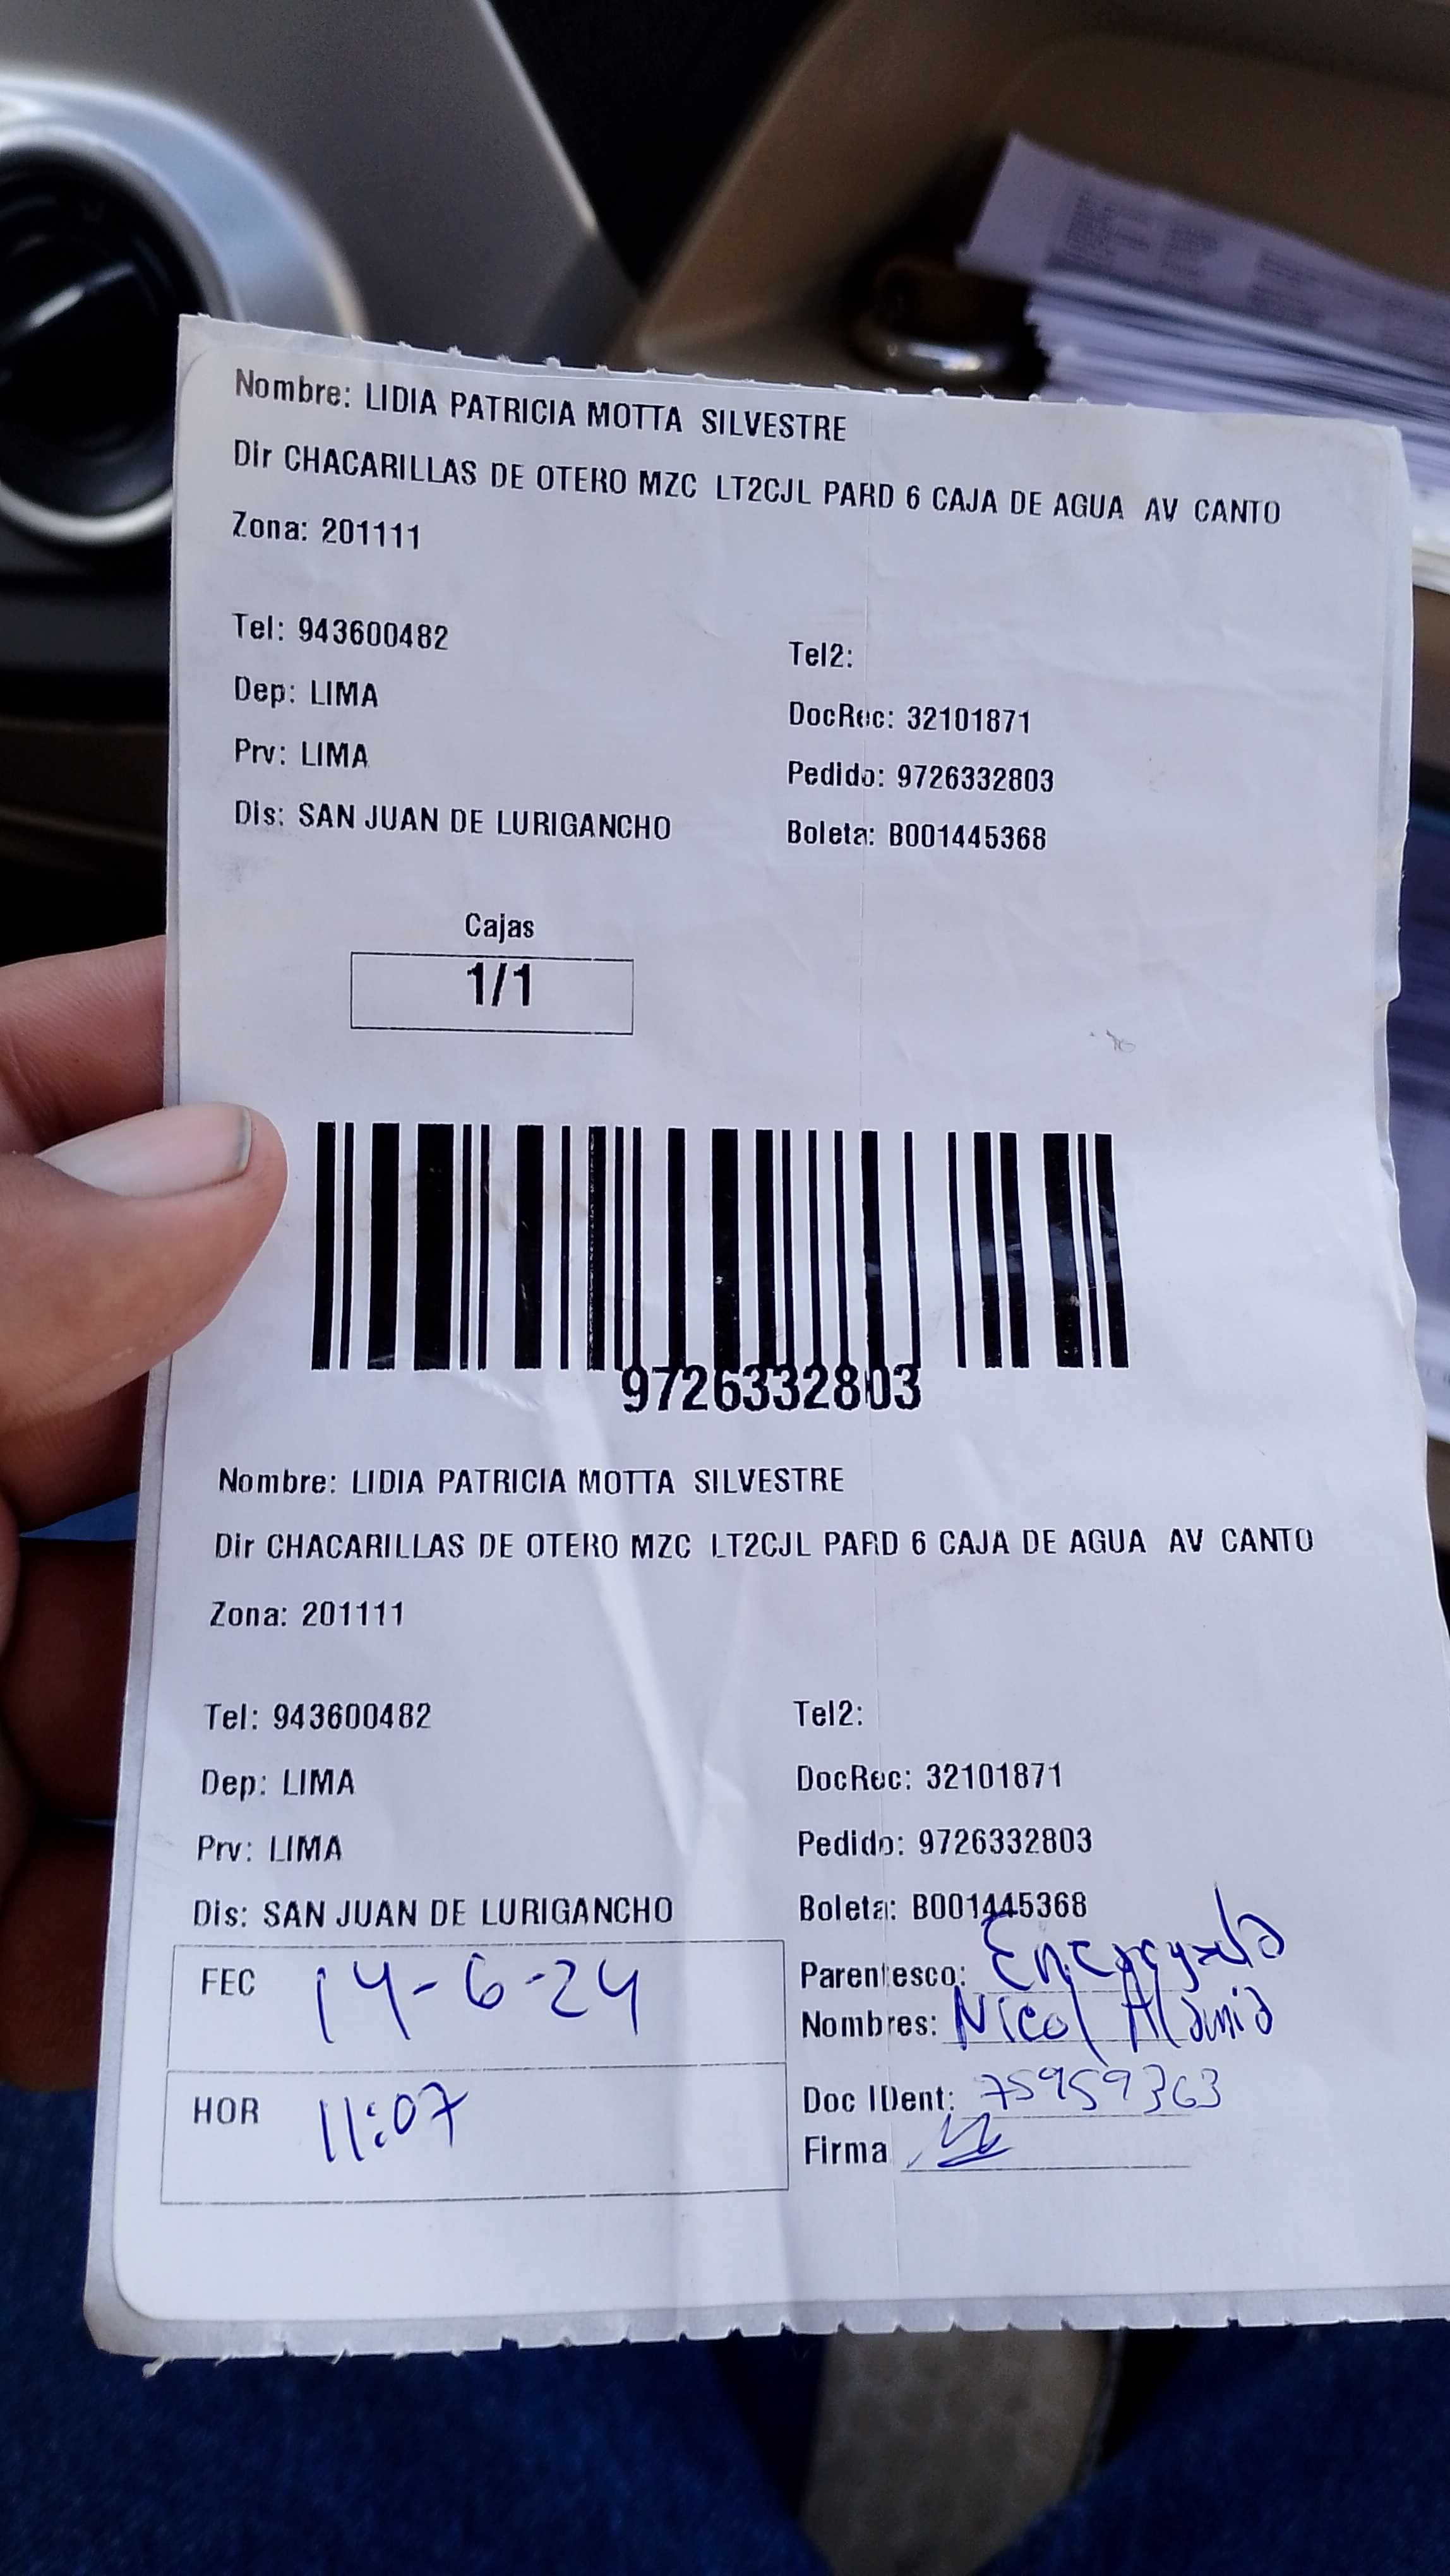 Nombre: LIDIA PATRICIA MOTTA SILVESTRE
Dir CHACARILLAS DE OTERO MZC LT2CJL PARD 6 CAJA DE AGUA AV CANTO
Zona: 201111
Tel: 943600482 Tel2:
Dep: LIMA DocRec: 32101871
Prv: LIMA Pedido: 9726332803
Dis: SAN JUAN DE LURIGANCHO Boleta: B001445368
Cajas
1/1
9726332803
Nombre: LIDIA PATRICIA MOTTA SILVESTRE
Dir CHACARILLAS DE OTERO MZC LT2CJL PARD 6 CAJA DE AGUA AV CANTO
Zona: 201111
Tel: 943600482 Tel2:
Dep: LIMA DocRec: 32101871
Prv: LIMA Pedido: 9726332803
Dis: SAN JUAN DE LURIGANCHO Boleta: B001445368
FEC 14-6-24 Parentesco: Encargada
Nombres: Nicol
HOR 11:07 Doc IDent: 75959363
Firma